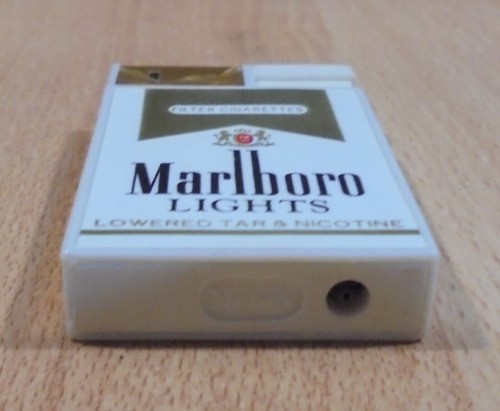 FILTER CIGARETTES
Marlboro
LIGHTS
LOWERED TAR & NICOTINE